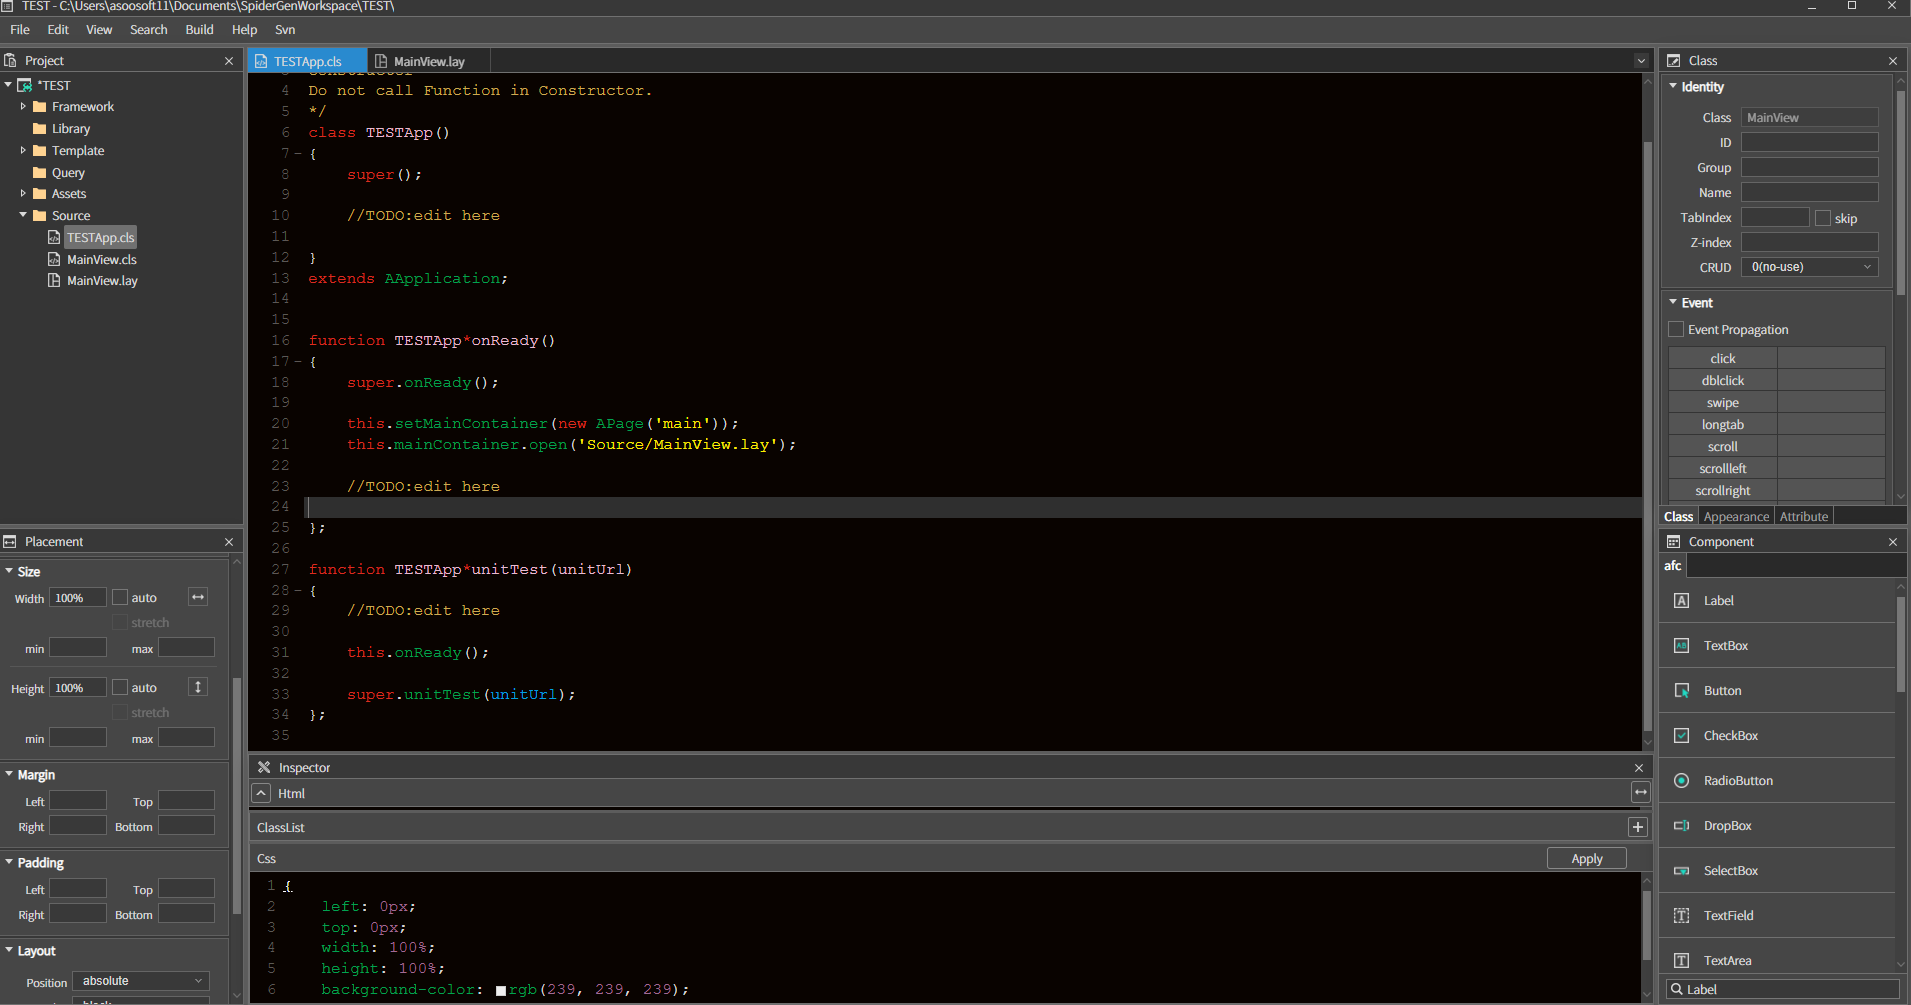 TEST - C:\Users\asoosoft11\Documents\SpiderGenWorkspace\TEST\
File Edit View Search Build Help Svn
Project
*TEST
Framework
Library
Template
Query
Assets
Source
TESTApp.cls
MainView.cls
MainView.lay
Placement
Size
Width 100% auto
stretch
min max
Height 100% auto
stretch
min max
Margin
Left Top
Right Bottom
Padding
Left Top
Right Bottom
Layout
Position absolute
TESTApp.cls MainView.lay
4 Do not call Function in Constructor.
5 */
6 class TESTApp()
7 {
8 super();
9
10 //TODO:edit here
11
12 }
13 extends AApplication;
14
15
16 function TESTApp*onReady()
17 {
18 super.onReady();
19
20 this.setMainContainer(new APage('main'));
21 this.mainContainer.open('Source/MainView.lay');
22
23 //TODO:edit here
24
25 };
26
27 function TESTApp*unitTest(unitUrl)
28 {
29 //TODO:edit here
30
31 this.onReady();
32
33 super.unitTest(unitUrl);
34 };
35
Inspector
Html
ClassList
Css Apply
1 {
2 left: 0px;
3 top: 0px;
4 width: 100%;
5 height: 100%;
6 background-color: rgb(239, 239, 239);
Class
Identity
Class MainView
ID
Group
Name
TabIndex skip
Z-index
CRUD 0(no-use)
Event
Event Propagation
click
dblclick
swipe
longtab
scroll
scrollleft
scrollright
Class Appearance Attribute
Component
afc
Label
TextBox
Button
CheckBox
RadioButton
DropBox
SelectBox
TextField
TextArea
Label